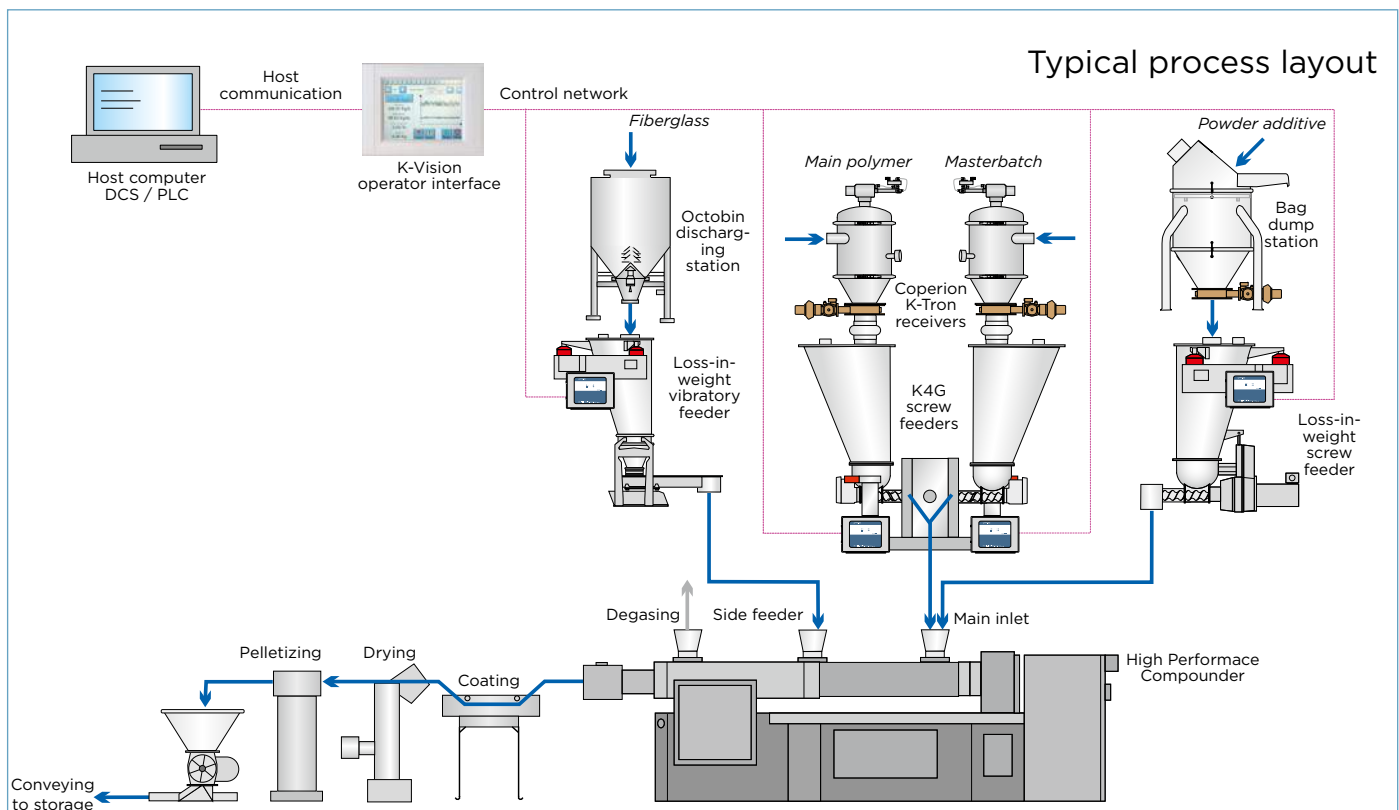 Typical process layout
Host
communication
Control network
Host computer
DCS / PLC
K-Vision
operator interface
Fiberglass
Octobin
discharg-
ing
station
Loss-in-
weight
vibratory
feeder
Main polymer
Masterbatch
Coperion
K-Tron
receivers
K4G
screw
feeders
Powder additive
Bag
dump
station
Loss-in-
weight
screw
feeder
Degasing
Side feeder
Main inlet
High Performace
Compounder
Pelletizing
Drying
Coating
Conveying
to storage